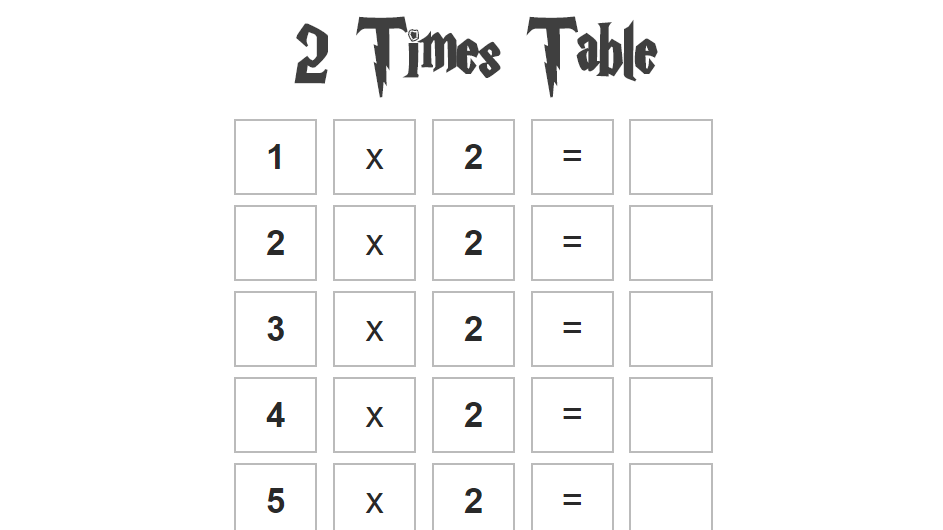 2 Times Table
1 x 2 =
2 x 2 =
3 x 2 =
4 x 2 =
5 x 2 =